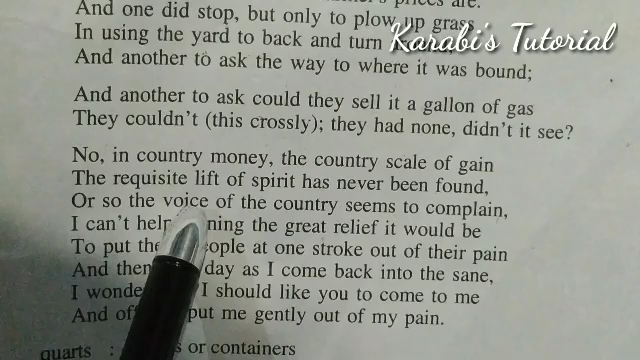 prices are.
And one did stop, but only to plow up grass
In using the yard to back and turn
Karabi's Tutorial
And another to ask the way to where it was bound;
And another to ask could they sell it a gallon of gas
They couldn't (this crossly); they had none, didn't it see?
No, in country money, the country scale of gain
The requisite lift of spirit has never been found,
Or so the voice of the country seems to complain,
I can't help ning the great relief it would be
To put the ople at one stroke out of their pain
And then day as I come back into the sane,
I wonde I should like you to come to me
And of put me gently out of my pain.
quarts : s or containers